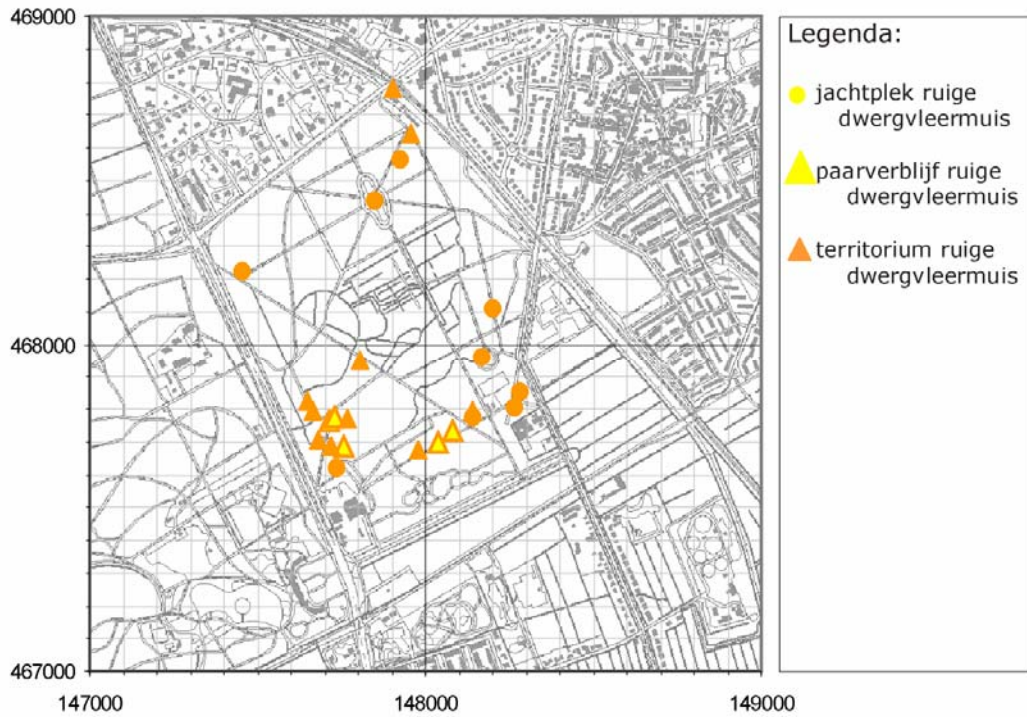 469000
468000
467000
147000
148000
149000
Legenda:
jachtplek ruige
dwergvleermuis
paarverblijf ruige
dwergvleermuis
territorium ruige
dwergvleermuis